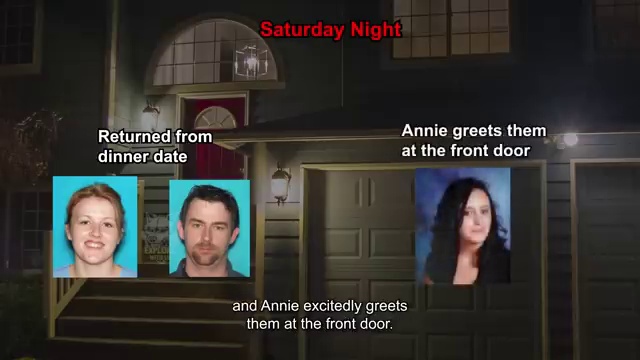 Saturday Night
Returned from
dinner date
Annie greets them
at the front door
and Annie excitedly greets
them at the front door.